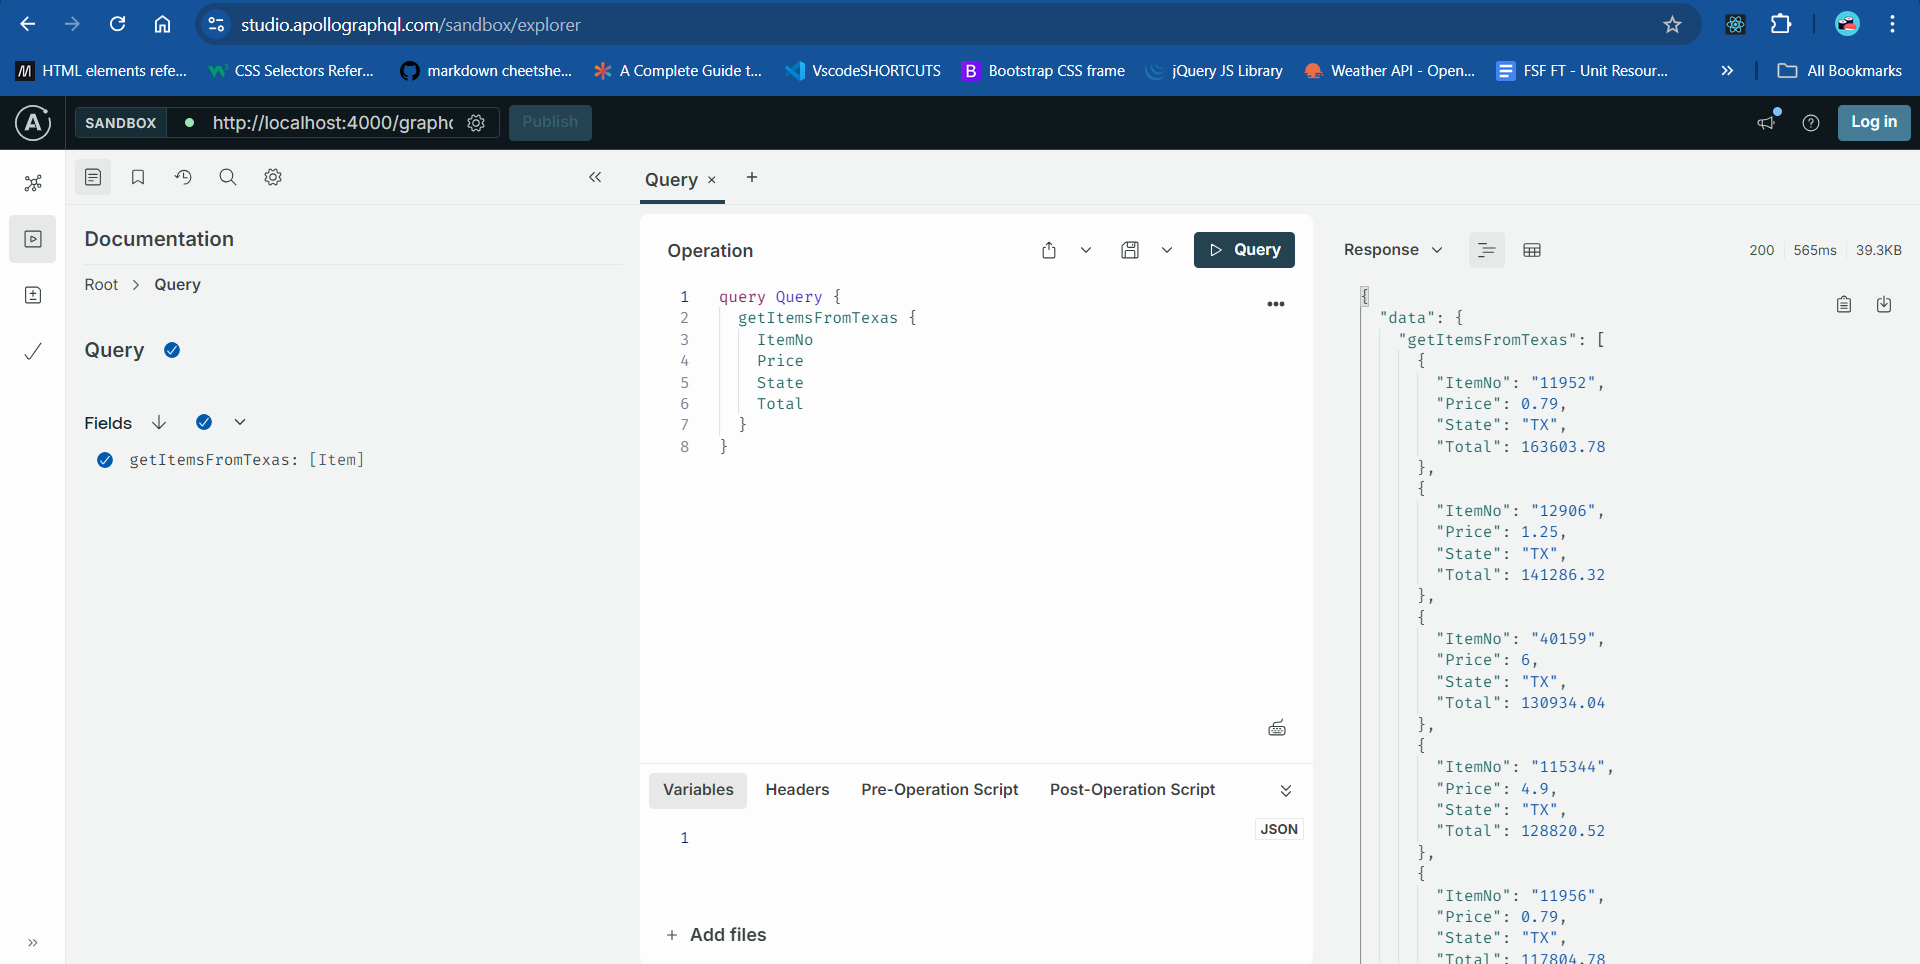 studio.apollographql.com/sandbox/explorer
HTML elements refe...
CSS Selectors Refer...
markdown cheetshe...
A Complete Guide t...
VscodeSHORTCUTS
B
Bootstrap CSS frame
jQuery JS Library
Weather API - Open...
FSF FT - Unit Resour...
All Bookmarks
A
SANDBOX
http://localhost:4000/graphq
Publish
Log in
Query
Documentation
Root > Query
Query
Fields
getItemsFromTexas: [Item]
Operation
Query
1 query Query {
2 getItemsFromTexas {
3 ItemNo
4 Price
5 State
6 Total
7 }
8 }
Variables
Headers
Pre-Operation Script
Post-Operation Script
1
JSON
+ Add files
Response
200
565ms
39.3KB
{
"data": {
"getItemsFromTexas": [
{
"ItemNo": "11952",
"Price": 0.79,
"State": "TX",
"Total": 163603.78
},
{
"ItemNo": "12906",
"Price": 1.25,
"State": "TX",
"Total": 141286.32
},
{
"ItemNo": "40159",
"Price": 6,
"State": "TX",
"Total": 130934.04
},
{
"ItemNo": "115344",
"Price": 4.9,
"State": "TX",
"Total": 128820.52
},
{
"ItemNo": "11956",
"Price": 0.79,
"State": "TX",
"Total": 117804.78